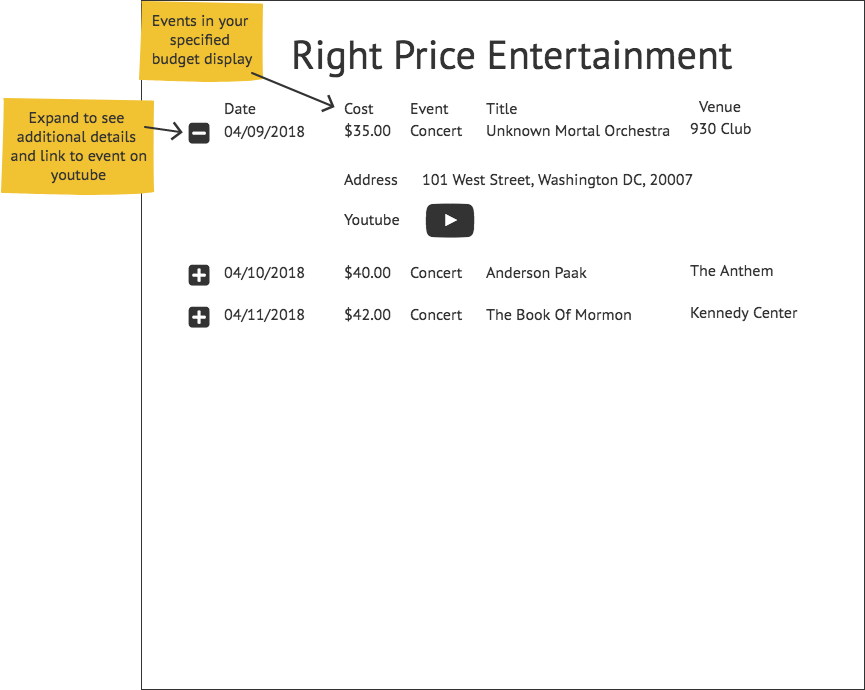 Events in your
specified
budget display
Right Price Entertainment
Expand to see
additional details
and link to event on
youtube
Date Cost Event Title Venue
04/09/2018 $35.00 Concert Unknown Mortal Orchestra 930 Club
Address 101 West Street, Washington DC, 20007
Youtube
04/10/2018 $40.00 Concert Anderson Paak The Anthem
04/11/2018 $42.00 Concert The Book Of Mormon Kennedy Center